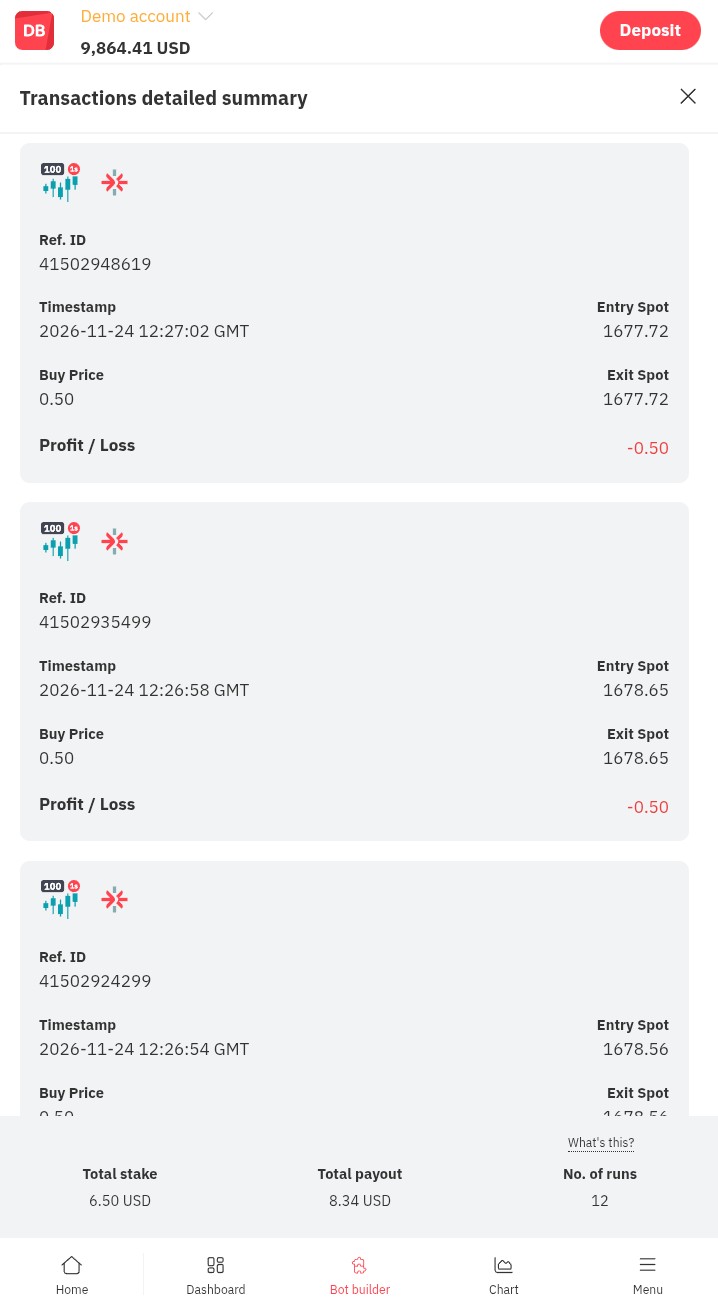 DB
Demo account
9,864.41 USD
Deposit
Transactions detailed summary
100 1s
Ref. ID
41502948619
Timestamp Entry Spot
2026-11-24 12:27:02 GMT 1677.72
Buy Price Exit Spot
0.50 1677.72
Profit / Loss -0.50
100 1s
Ref. ID
41502935499
Timestamp Entry Spot
2026-11-24 12:26:58 GMT 1678.65
Buy Price Exit Spot
0.50 1678.65
Profit / Loss -0.50
100 1s
Ref. ID
41502924299
Timestamp Entry Spot
2026-11-24 12:26:54 GMT 1678.56
Buy Price Exit Spot
0.50 1678.56
What's this?
Total stake Total payout No. of runs
6.50 USD 8.34 USD 12
Home Dashboard Bot builder Chart Menu